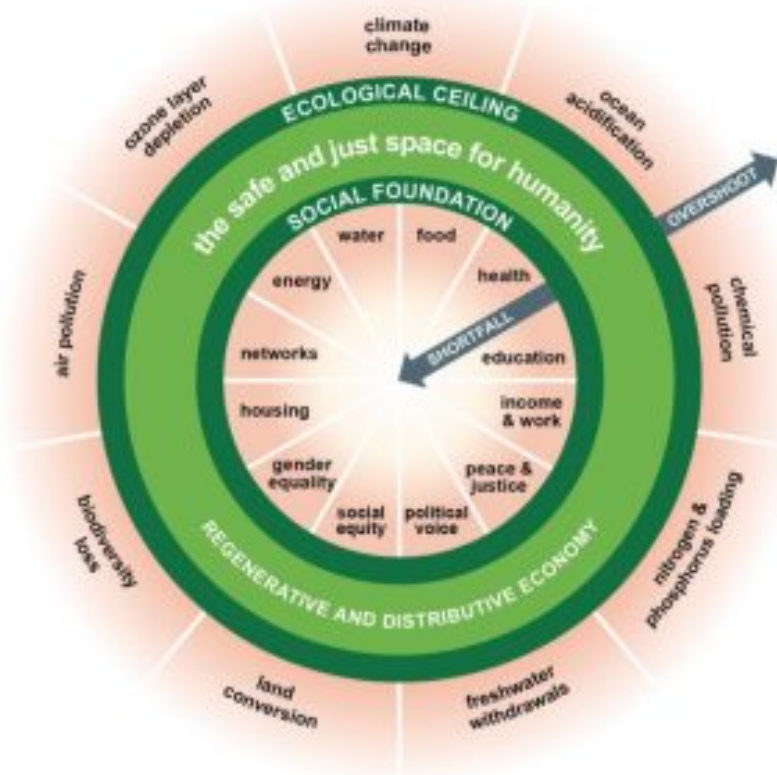 climate
change
ozone layer
depletion
ocean
acidification
ECOLOGICAL CEILING
the safe and just space for humanity
SOCIAL FOUNDATION
OVERSHOOT
water
food
energy
health
SHORTFALL
networks
education
housing
income
& work
gender
equality
peace &
justice
social
equity
political
voice
air pollution
chemical
pollution
REGENERATIVE AND DISTRIBUTIVE ECONOMY
biodiversity
loss
nitrogen &
phosphorus loading
land
conversion
freshwater
withdrawals